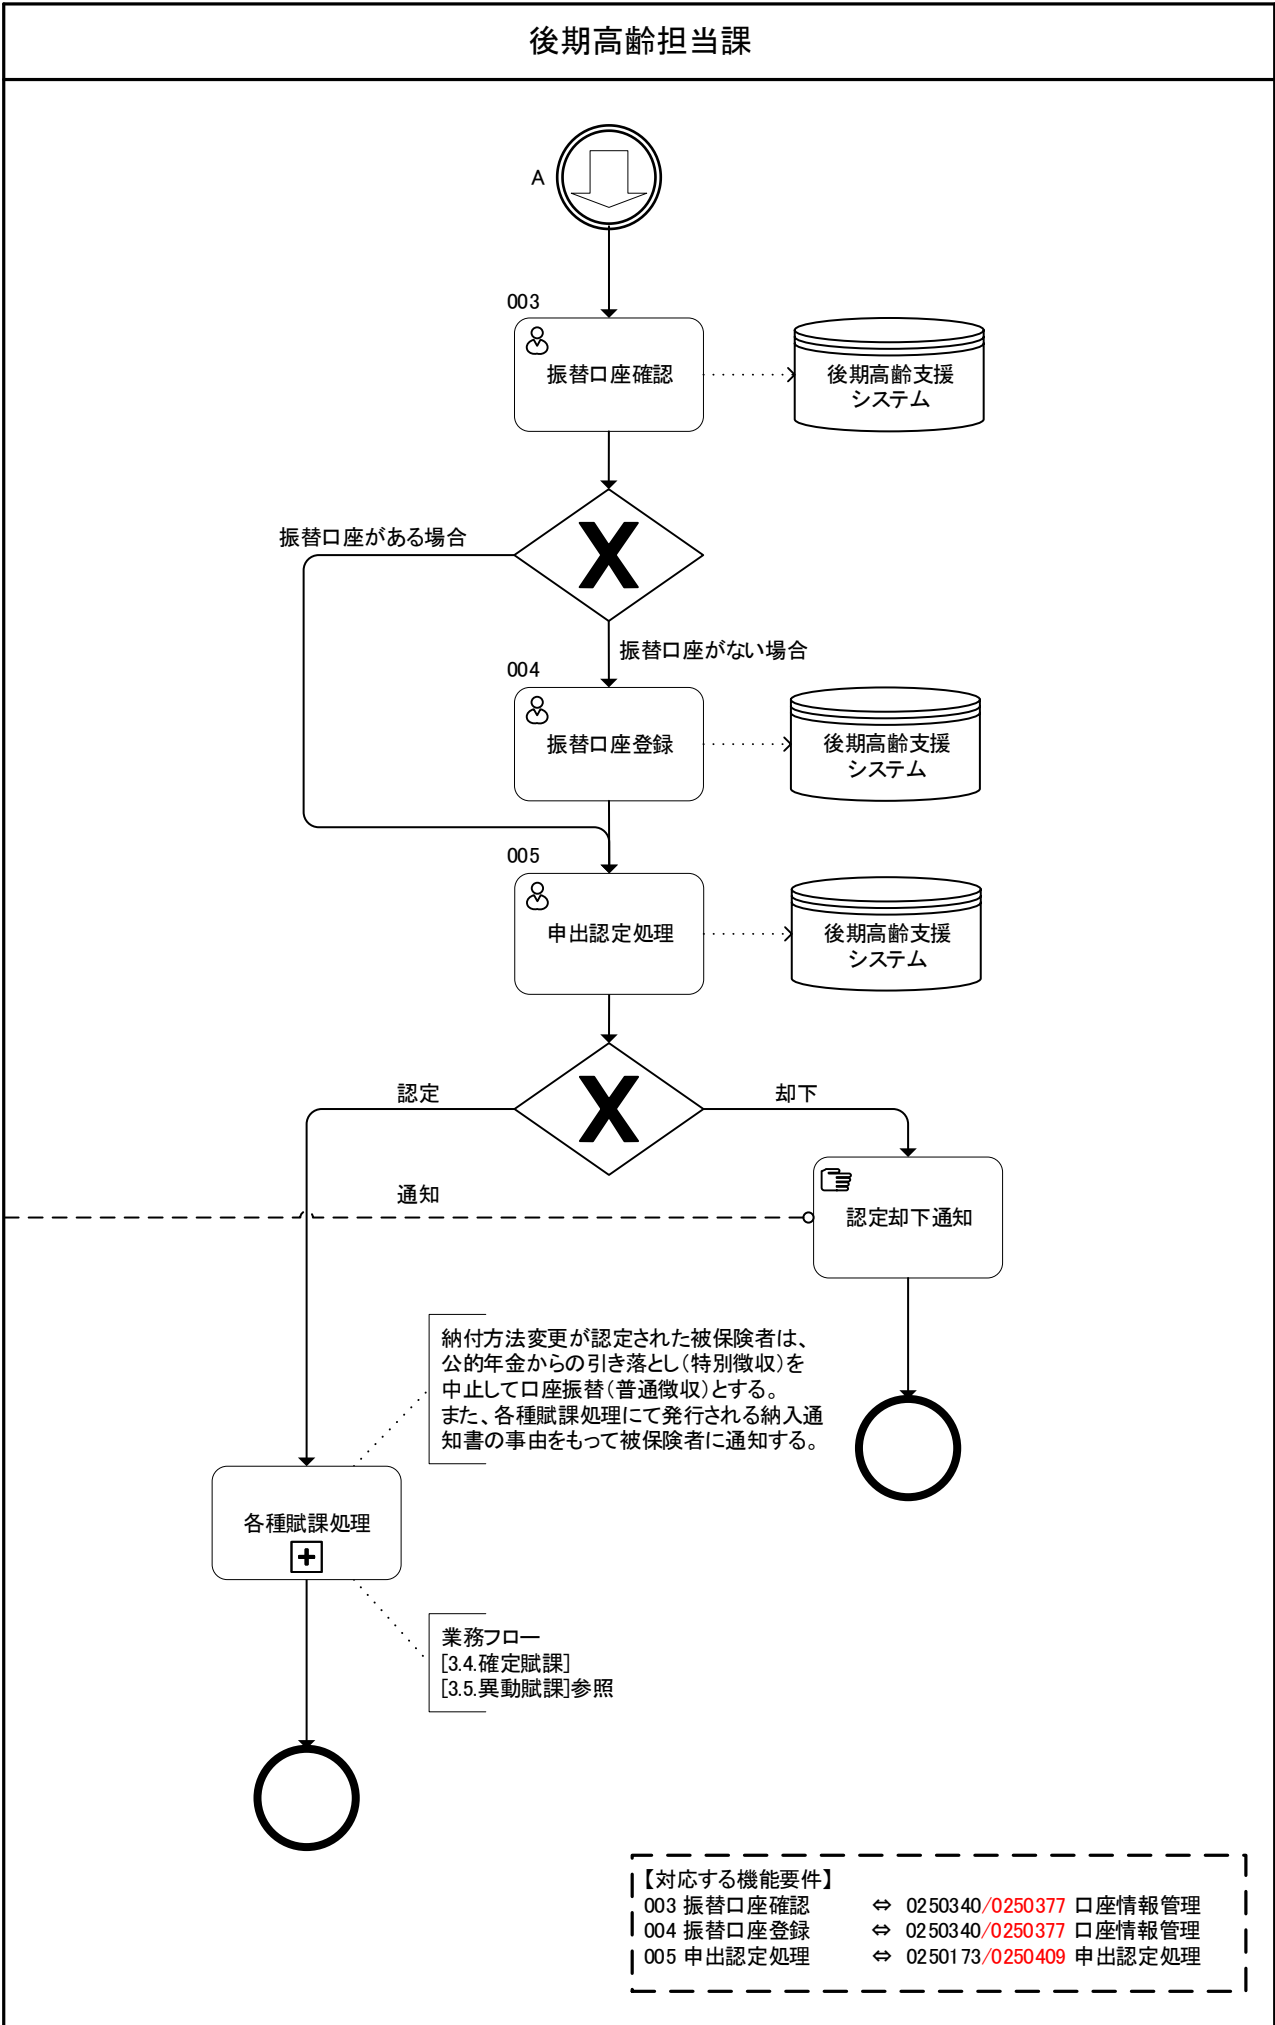 後期高齢担当課
A
003
振替口座確認
後期高齢支援
システム
振替口座がある場合
振替口座がない場合
004
振替口座登録
後期高齢支援
システム
005
申出認定処理
後期高齢支援
システム
認定
却下
通知
認定却下通知
納付方法変更が認定された被保険者は、
公的年金からの引き落とし(特別徴収)を
中止して口座振替(普通徴収)とする。
また、各種賦課処理にて発行される納入通
知書の事由をもって被保険者に通知する。
各種賦課処理
業務フロー
[3.4.確定賦課]
[3.5.異動賦課]参照
【対応する機能要件】
003 振替口座確認 ⇔ 0250340/0250377 口座情報管理
004 振替口座登録 ⇔ 0250340/0250377 口座情報管理
005 申出認定処理 ⇔ 0250173/0250409 申出認定処理